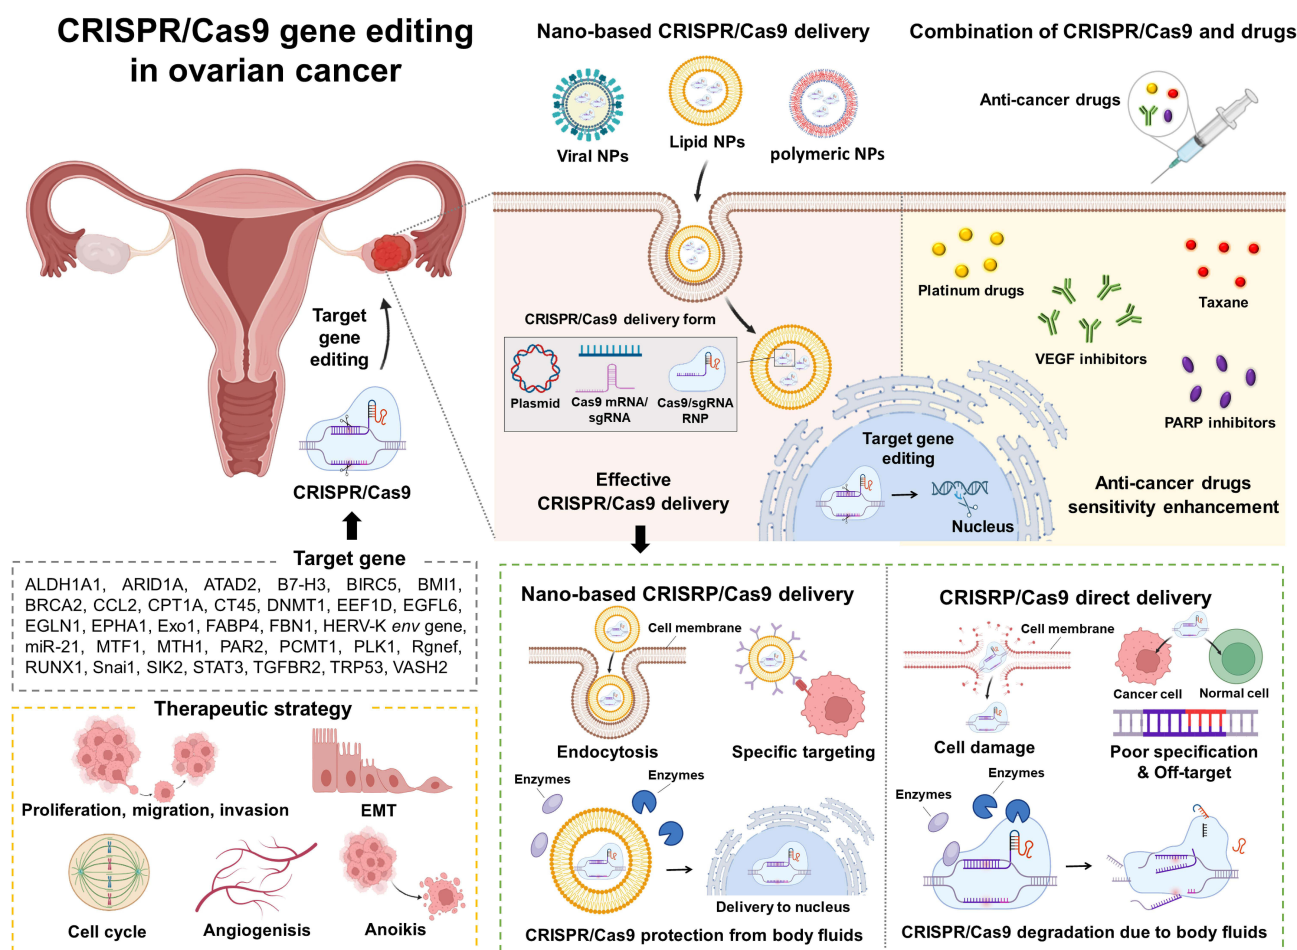 CRISPR/Cas9 gene editing
in ovarian cancer
Target
gene
editing
CRISPR/Cas9
Target gene
ALDH1A1, ARID1A, ATAD2, B7-H3, BIRC5, BMI1,
BRCA2, CCL2, CPT1A, CT45, DNMT1, EEF1D, EGFL6,
EGLN1, EPHA1, Exo1, FABP4, FBN1, HERV-K env gene,
miR-21, MTF1, MTH1, PAR2, PCMT1, PLK1, Rgnef,
RUNX1, Snai1, SIK2, STAT3, TGFBR2, TRP53, VASH2
Therapeutic strategy
Proliferation, migration, invasion
EMT
Cell cycle
Angiogenisis
Anoikis
Nano-based CRISPR/Cas9 delivery
Viral NPs
Lipid NPs
polymeric NPs
CRISPR/Cas9 delivery form
Plasmid
Cas9 mRNA/
sgRNA
Cas9/sgRNA
RNP
Effective
CRISPR/Cas9 delivery
Target gene
editing
Nucleus
Combination of CRISPR/Cas9 and drugs
Anti-cancer drugs
Platinum drugs
Taxane
VEGF inhibitors
PARP inhibitors
Anti-cancer drugs
sensitivity enhancement
Nano-based CRISRP/Cas9 delivery
Cell membrane
Endocytosis
Specific targeting
Enzymes
Enzymes
Delivery to nucleus
CRISPR/Cas9 protection from body fluids
CRISRP/Cas9 direct delivery
Cell membrane
Cancer cell
Normal cell
Cell damage
Poor specification
& Off-target
Enzymes
Enzymes
CRISPR/Cas9 degradation due to body fluids